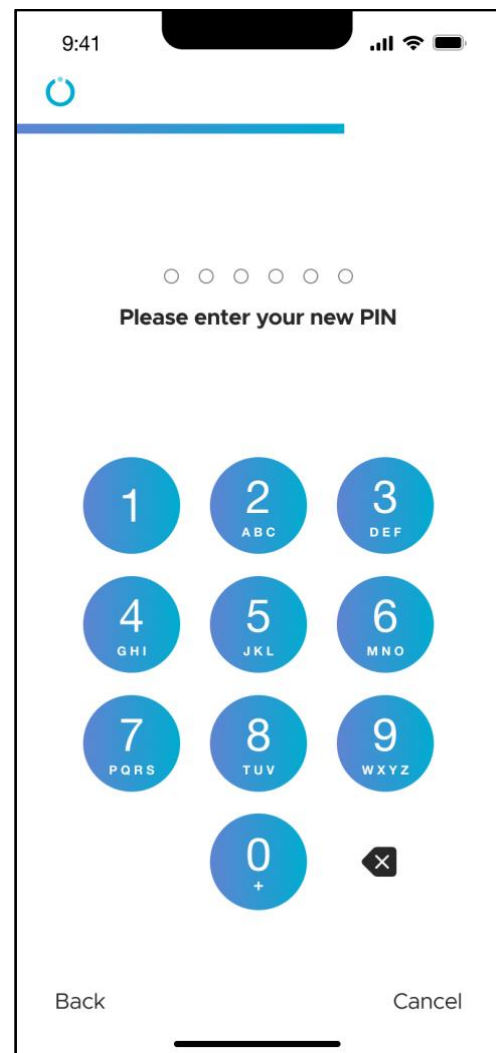 9:41
Please enter your new PIN
1 2 3
ABC DEF
4 5 6
GHI JKL MNO
7 8 9
PQRS TUV WXYZ
0
+
Back Cancel